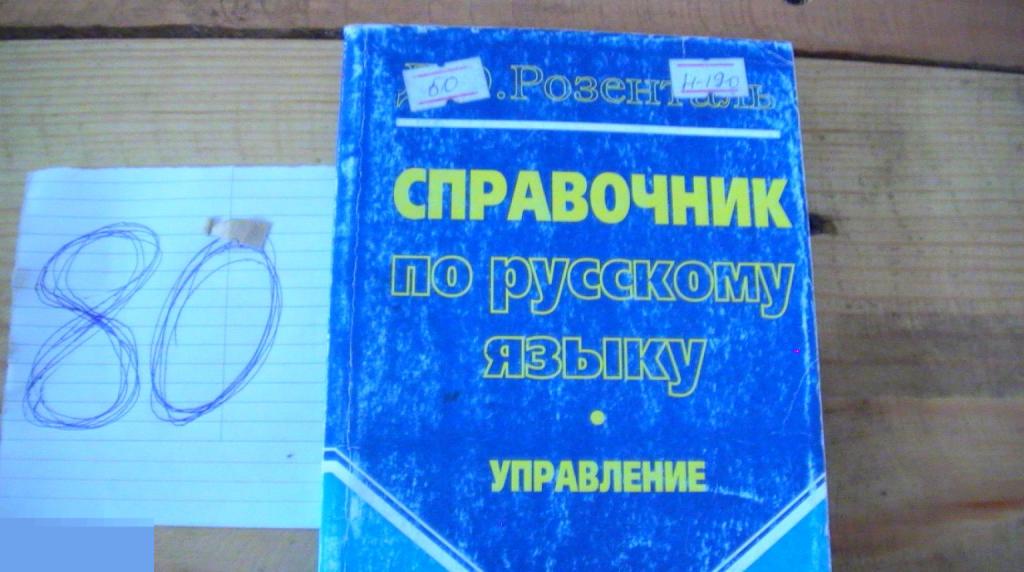 80
60
Н-190
.О.Розенталь
СПРАВОЧНИК
по русскому
языку
УПРАВЛЕНИЕ